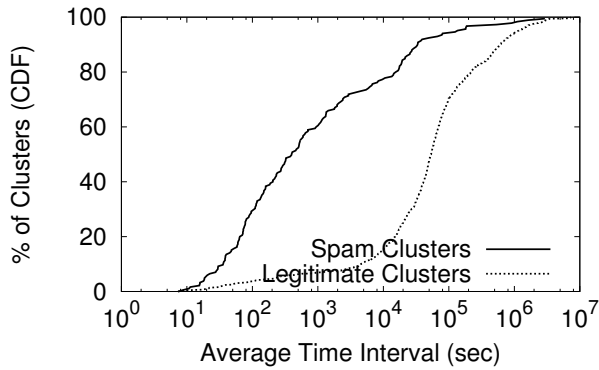 100
80
60
40
20
0
% of Clusters (CDF)
Spam Clusters
Legitimate Clusters
10^0 10^1 10^2 10^3 10^4 10^5 10^6 10^7
Average Time Interval (sec)